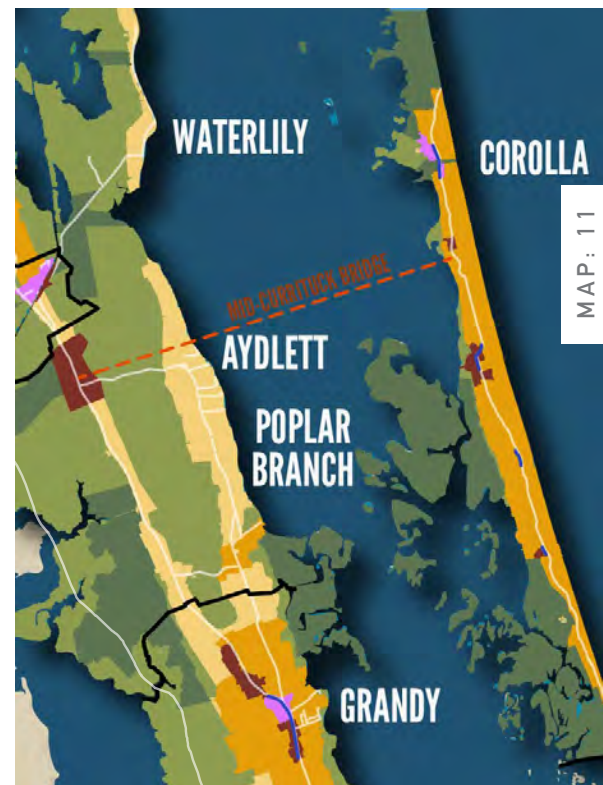 WATERLILY
COROLLA
MAP: 11
MID-CURRITUCK BRIDGE
AYDLETT
POPLAR
BRANCH
GRANDY